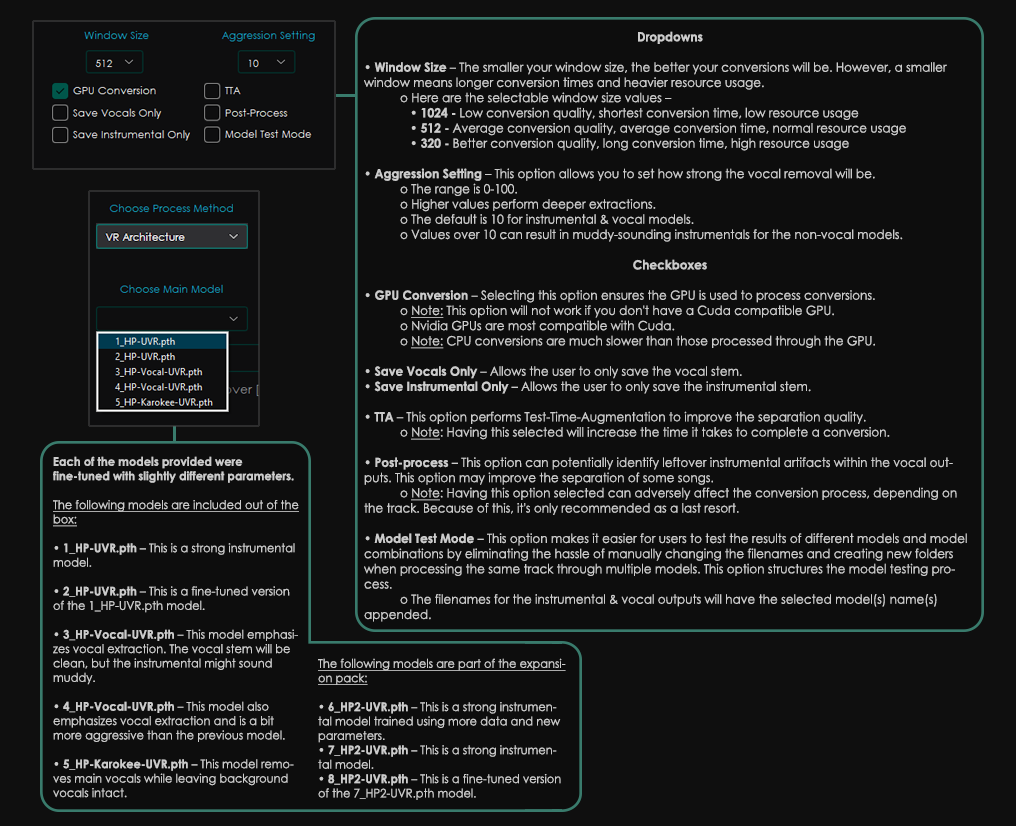 Window Size
Aggression Setting
512
10
GPU Conversion
TTA
Save Vocals Only
Post-Process
Save Instrumental Only
Model Test Mode
Choose Process Method
VR Architecture
Choose Main Model
1_HP-UVR.pth
2_HP-UVR.pth
3_HP-Vocal-UVR.pth
4_HP-Vocal-UVR.pth
5_HP-Karokee-UVR.pth
over [
Dropdowns
• Window Size – The smaller your window size, the better your conversions will be. However, a smaller
window means longer conversion times and heavier resource usage.
o Here are the selectable window size values –
• 1024 - Low conversion quality, shortest conversion time, low resource usage
• 512 - Average conversion quality, average conversion time, normal resource usage
• 320 - Better conversion quality, long conversion time, high resource usage
• Aggression Setting – This option allows you to set how strong the vocal removal will be.
o The range is 0-100.
o Higher values perform deeper extractions.
o The default is 10 for instrumental & vocal models.
o Values over 10 can result in muddy-sounding instrumentals for the non-vocal models.
Checkboxes
• GPU Conversion – Selecting this option ensures the GPU is used to process conversions.
o Note: This option will not work if you don't have a Cuda compatible GPU.
• Nvidia GPUs are most compatible with Cuda.
o Note: CPU conversions are much slower than those processed through the GPU.
• Save Vocals Only – Allows the user to only save the vocal stem.
• Save Instrumental Only – Allows the user to only save the instrumental stem.
• TTA – This option performs Test-Time-Augmentation to improve the separation quality.
o Note: Having this selected will increase the time it takes to complete a conversion.
• Post-process – This option can potentially identify leftover instrumental artifacts within the vocal out-
puts. This option may improve the separation of some songs.
o Note: Having this option selected can adversely affect the conversion process, depending on
the track. Because of this, it's only recommended as a last resort.
• Model Test Mode – This option makes it easier for users to test the results of different models and model
combinations by eliminating the hassle of manually changing the filenames and creating new folders
when processing the same track through multiple models. This option structures the model testing pro-
cess.
o The filenames for the instrumental & vocal outputs will have the selected model(s) name(s)
appended.
Each of the models provided were
fine-tuned with slightly different parameters.
The following models are included out of the
box:
• 1_HP-UVR.pth – This is a strong instrumental
model.
• 2_HP-UVR.pth – This is a fine-tuned version
of the 1_HP-UVR.pth model.
• 3_HP-Vocal-UVR.pth – This model emphasi-
zes vocal extraction. The vocal stem will be
clean, but the instrumental might sound
muddy.
• 4_HP-Vocal-UVR.pth – This model also
emphasizes vocal extraction and is a bit
more aggressive than the previous model.
• 5_HP-Karokee-UVR.pth – This model remo-
ves main vocals while leaving background
vocals intact.
The following models are part of the expansi-
on pack:
• 6_HP2-UVR.pth – This is a strong instrumen-
tal model trained using more data and new
parameters.
• 7_HP2-UVR.pth – This is a strong instrumen-
tal model.
• 8_HP2-UVR.pth – This is a fine-tuned version
of the 7_HP2-UVR.pth model.